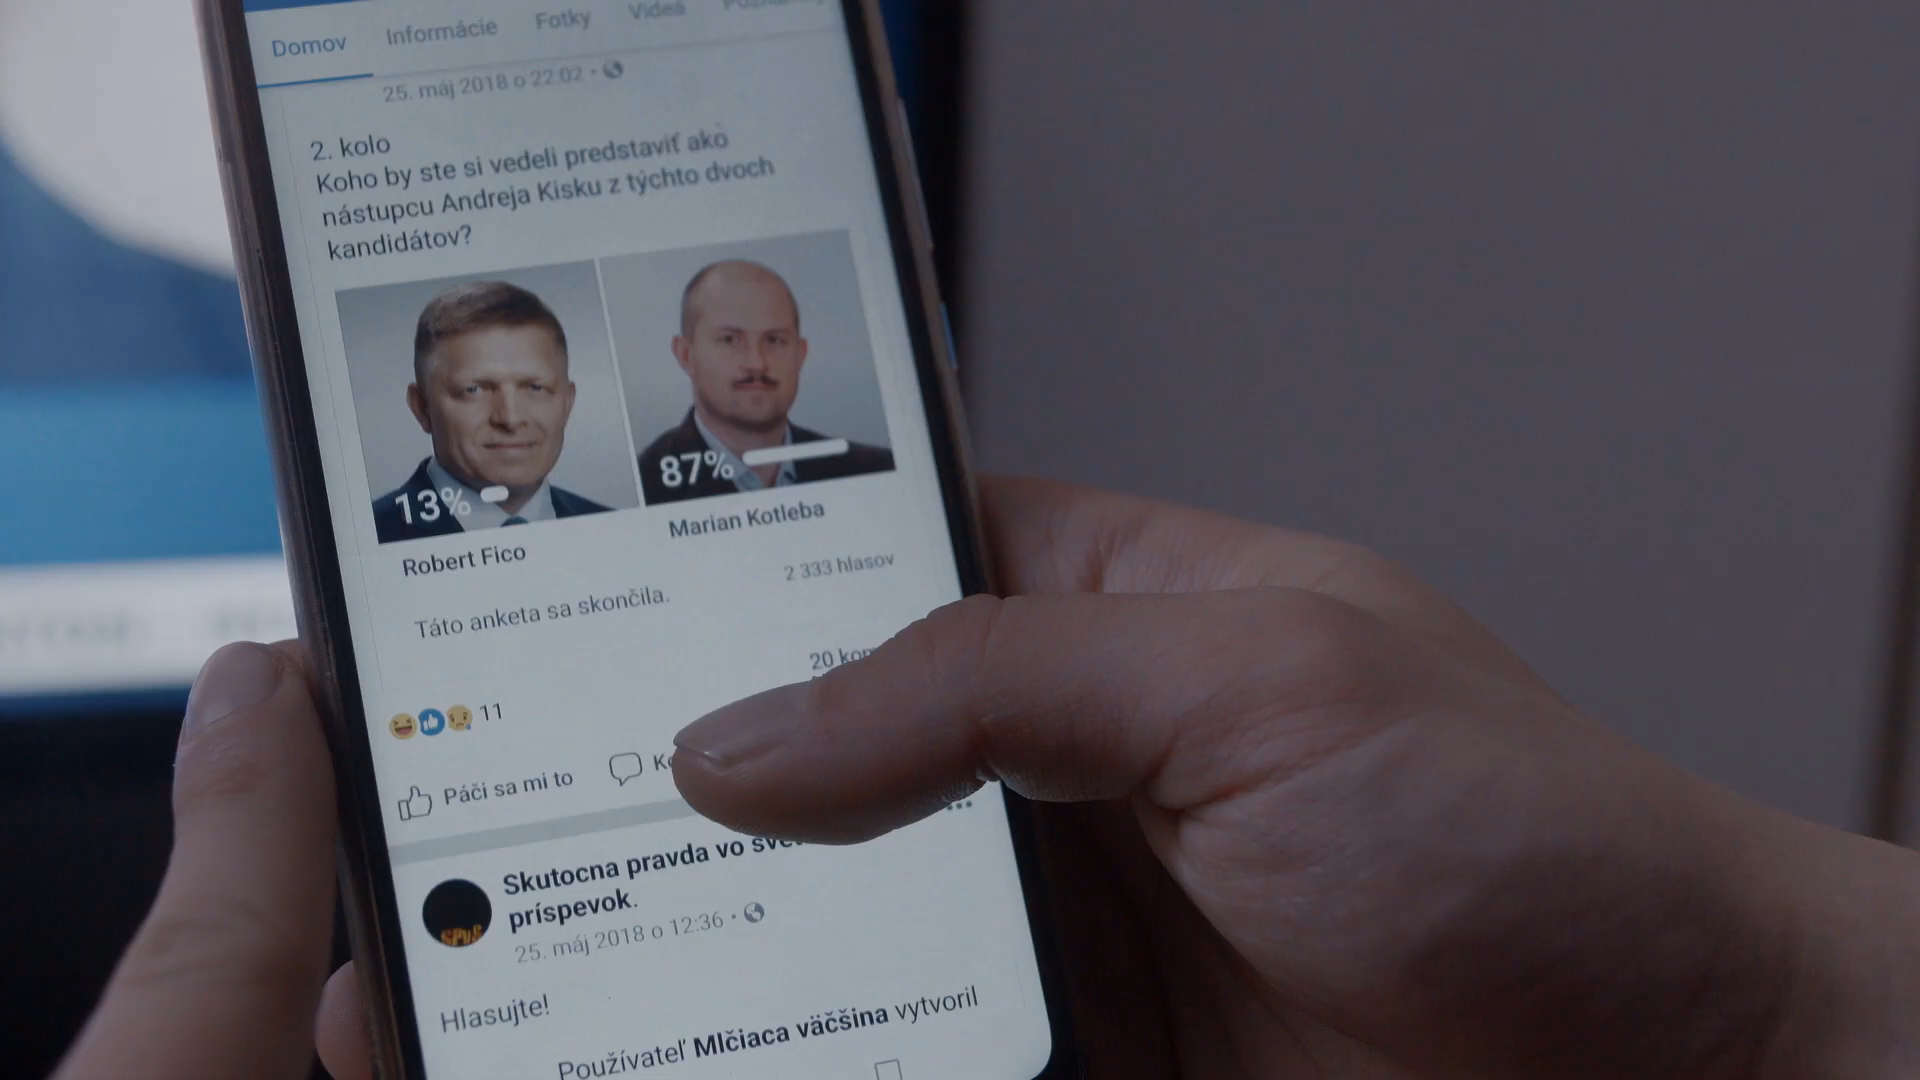 Domov Informácie Fotky Videá
25. máj 2018 o 22:02 ·
2. kolo
Koho by ste si vedeli predstaviť ako
nástupcu Andreja Kisku z týchto dvoch
kandidátov?
13% 87%
Robert Fico Marian Kotleba
2 333 hlasov
Táto anketa sa skončila.
20
11
Páči sa mi to
Skutocna pravda vo
príspevok.
25. máj 2018 o 12:36 ·
SPvS
Hlasujte!
Používateľ Mlčiaca väčšina vytvoril